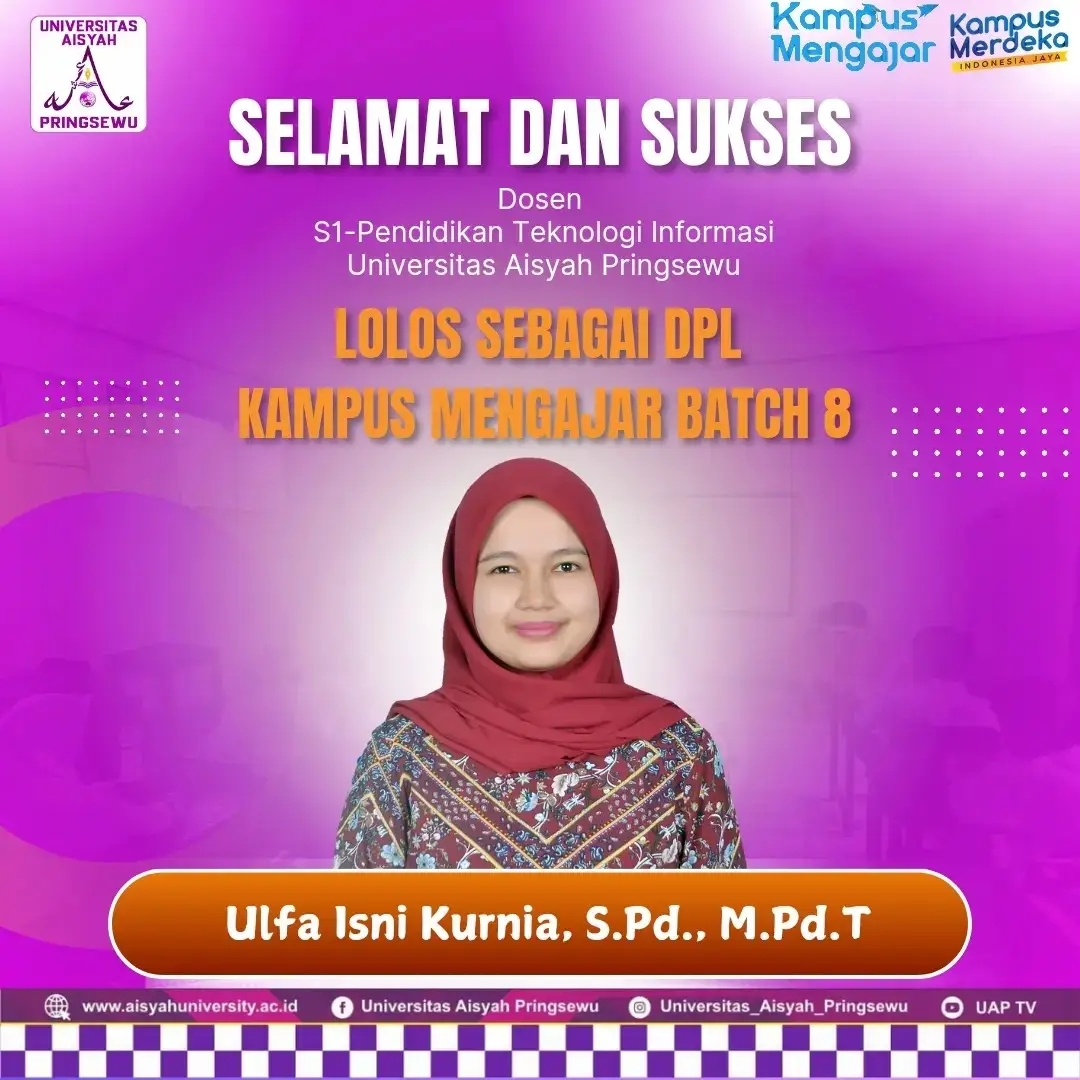 UNIVERSITAS
AISYAH
PRINGSEWU
Kampus
Mengajar
Kampus
Merdeka
INDONESIA JAYA
SELAMAT DAN SUKSES
Dosen
S1-Pendidikan Teknologi Informasi
Universitas Aisyah Pringsewu
LOLOS SEBAGAI DPL
KAMPUS MENGAJAR BATCH 8
Ulfa Isni Kurnia, S.Pd., M.Pd.T
www.aisyahuniversity.ac.id Universitas Aisyah Pringsewu Universitas_Aisyah_Pringsewu UAP TV